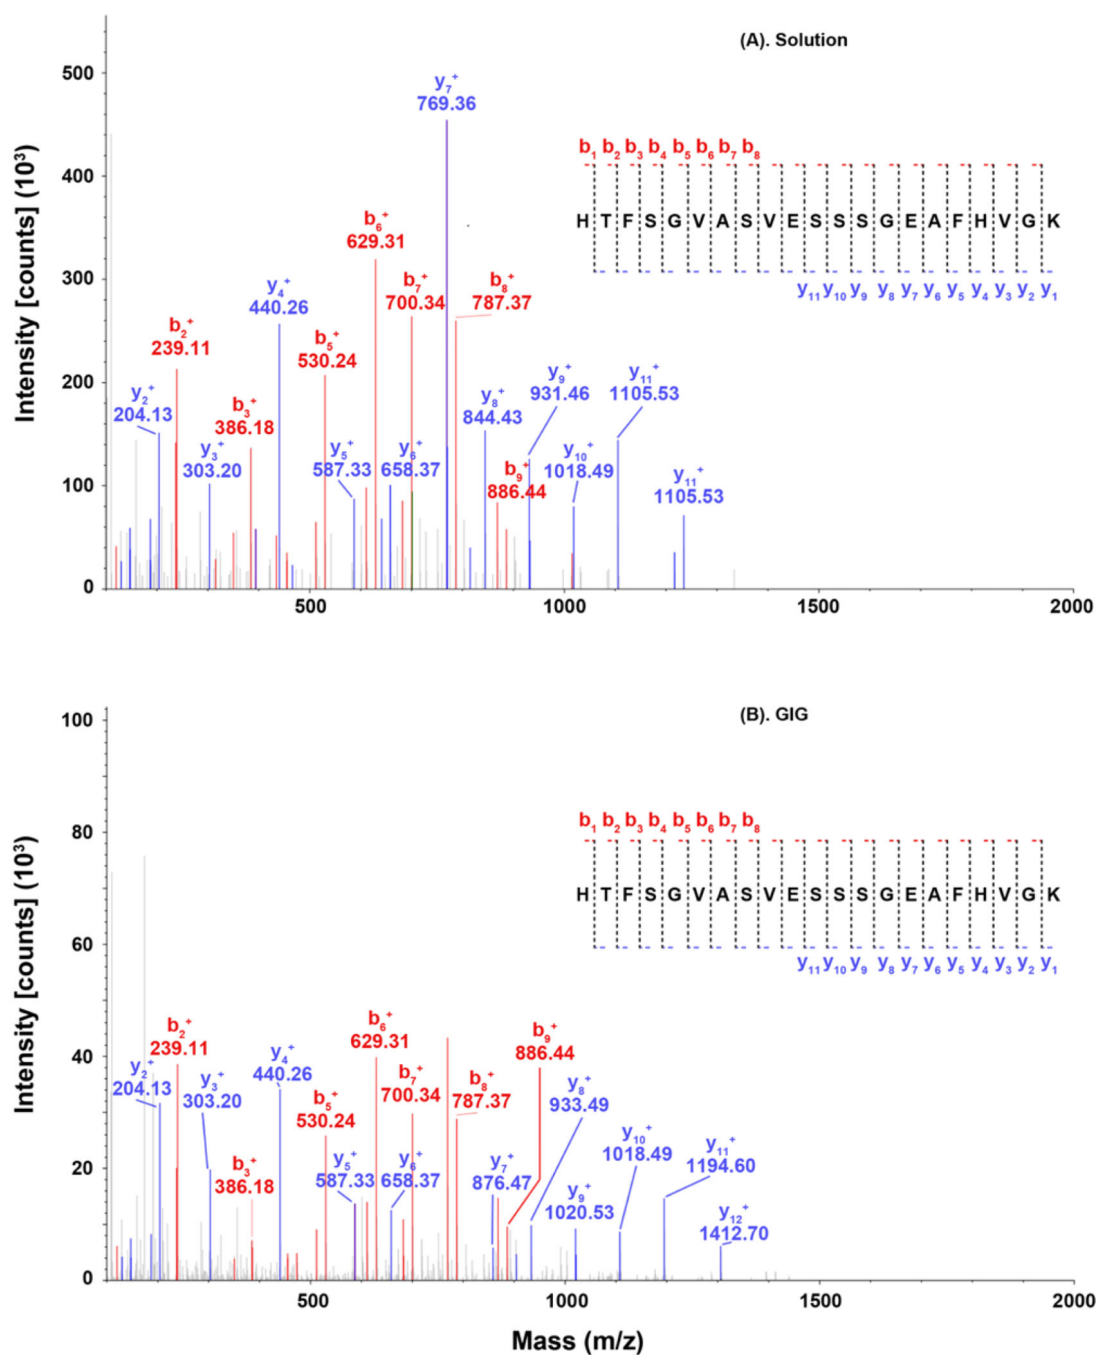 (A). Solution
Intensity [counts] (10³)
500
400
300
200
100
0
y₇⁺
769.36
b₆⁺
629.31
y₄⁺
440.26
b₇⁺
700.34
b₈⁺
787.37
b₂⁺
239.11
b₅⁺
530.24
y₂⁺
204.13
b₃⁺
386.18
y₃⁺
303.20
y₅⁺
587.33
y₆⁺
658.37
y₈⁺
844.43
y₉⁺
931.46
y₁₁⁺
1105.53
b₉⁺
886.44
y₁₀⁺
1018.49
y₁₁⁺
1105.53
b₁ b₂ b₃ b₄ b₅ b₆ b₇ b₈
H T F S G V A S V E S S S G E A F H V G K
y₁₁ y₁₀ y₉ y₈ y₇ y₆ y₅ y₄ y₃ y₂ y₁
500 1000 1500 2000
(B). GIG
Intensity [counts] (10³)
100
80
60
40
20
0
b₂⁺
239.11
y₂⁺
204.13
y₃⁺
303.20
y₄⁺
440.26
b₆⁺
629.31
b₇⁺
700.34
b₅⁺
530.24
b₈⁺
787.37
b₉⁺
886.44
y₈⁺
933.49
b₃⁺
386.18
y₅⁺
587.33
y₆⁺
658.37
y₇⁺
876.47
y₁₀⁺
1018.49
y₉⁺
1020.53
y₁₁⁺
1194.60
y₁₂⁺
1412.70
b₁ b₂ b₃ b₄ b₅ b₆ b₇ b₈
H T F S G V A S V E S S S G E A F H V G K
y₁₁ y₁₀ y₉ y₈ y₇ y₆ y₅ y₄ y₃ y₂ y₁
500 1000 1500 2000
Mass (m/z)